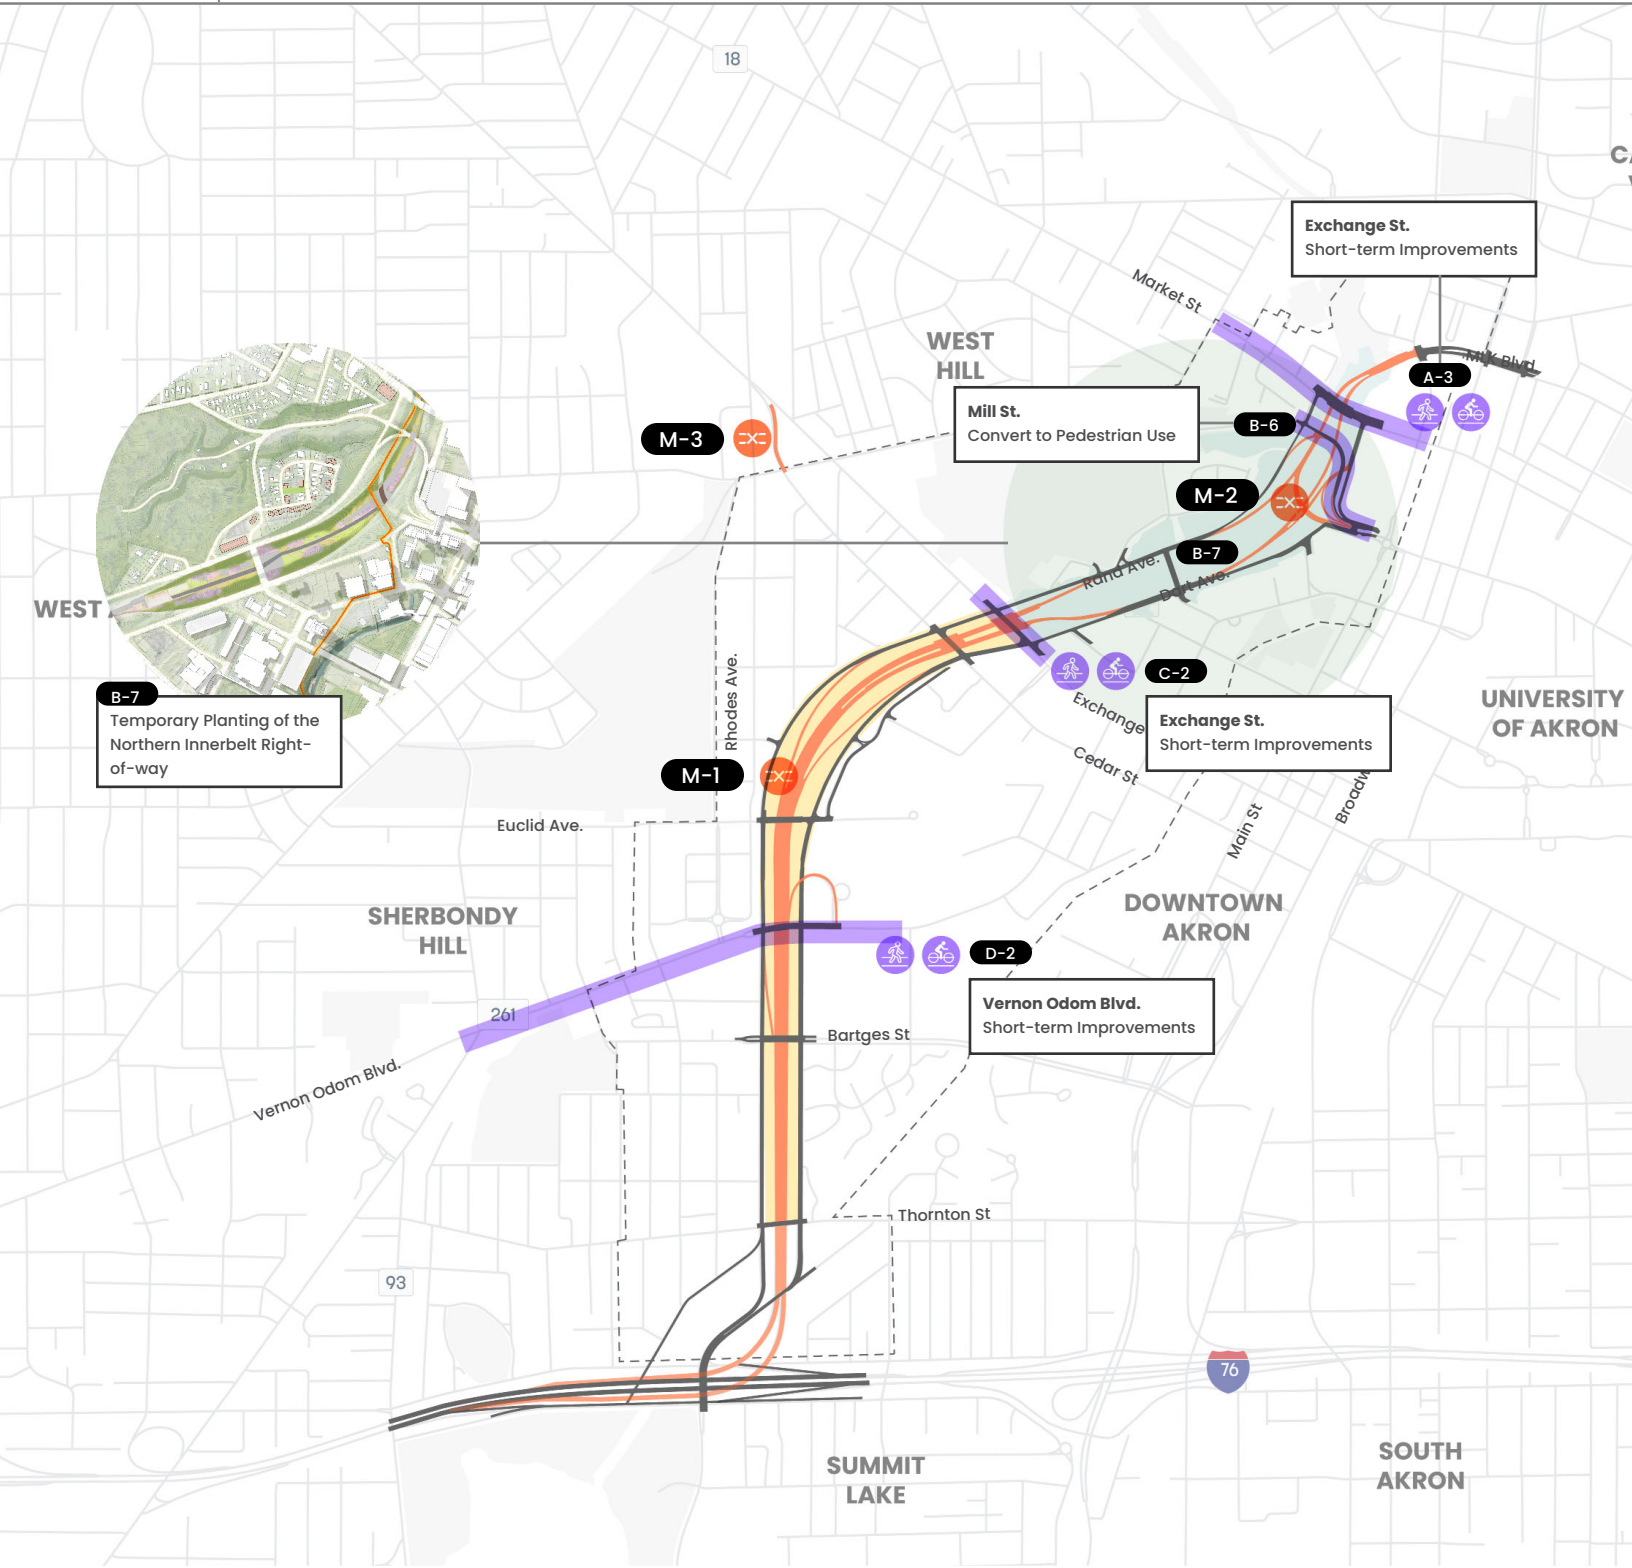 18
CA
Exchange St.
Short-term Improvements
Market St
WEST
HILL
MLK Blvd.
A-3
Mill St.
Convert to Pedestrian Use
B-6
M-3
M-2
B-7
Rand Ave.
Dart Ave.
WEST
Rhodes Ave.
C-2
B-7
Temporary Planting of the
Northern Innerbelt Right-
of-way
Exchange
Exchange St.
Short-term Improvements
UNIVERSITY
OF AKRON
Cedar St
M-1
Broadw
Main St
Euclid Ave.
DOWNTOWN
AKRON
SHERBONDY
HILL
D-2
Vernon Odom Blvd.
Short-term Improvements
261
Bartges St
Vernon Odom Blvd.
Thornton St
93
76
SUMMIT
LAKE
SOUTH
AKRON